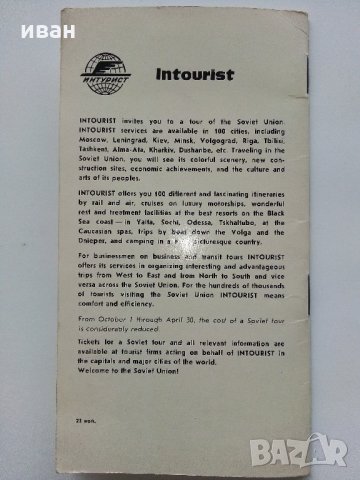 иван
ИНТУРИСТ
Intourist
INTOURIST invites you to a tour of the Soviet Union.
INTOURIST services are available in 100 cities, including
Moscow, Leningrad, Kiev, Minsk, Volgograd, Riga, Tbilisi,
Tashkent, Alma-Ata, Kharkiv, Dushanbe, etc. Traveling in the
Soviet Union, you will see its colorful scenery, new con-
struction sites, economic achievements, and the culture and
arts of its peoples.
INTOURIST offers you 100 different and fascinating itineraries
by rail and air, cruises on luxury motorships, wonderful
rest and treatment facilities at the best resorts on the Black
Sea coast — in Yalta, Sochi, Odessa, Tskhaltubo, at the
Caucasian spas, trips by boat down the Volga and the
Dnieper, and camping in a picturesque country.
For businessmen on business and transit tours INTOURIST
offers its services in organizing interesting and advantageous
trips from West to East and from North to South and vice
versa across the Soviet Union. For the hundreds of thousands
of tourists visiting the Soviet Union INTOURIST means
comfort and efficiency.
From October 1 through April 30, the cost of a Soviet tour
is considerably reduced.
Tickets for a Soviet tour and all relevant information are
available at tourist firms acting on behalf of INTOURIST in
the capitals and major cities of the world.
Welcome to the Soviet Union!
21 коп.
BAZAR